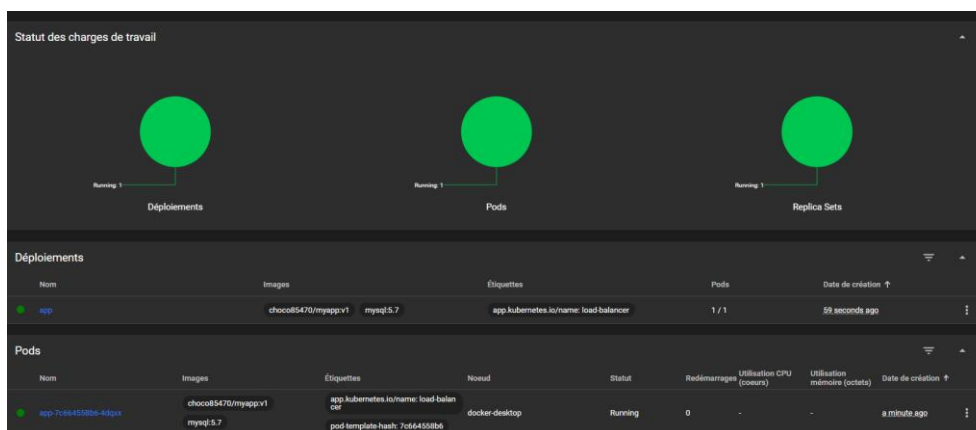 Statut des charges de travail
Running: 1
Running: 1
Running: 1
Déploiements
Pods
Replica Sets
Déploiements
Nom Images Étiquettes Pods Date de création ↑
app choco85470/myapp:v1 mysql:5.7 app.kubernetes.io/name: load-balancer 1 / 1 59 seconds ago
Pods
Nom Images Étiquettes Noeud Statut Redémarrages Utilisation CPU (coeurs) Utilisation mémoire (octets) Date de création ↑
app-7c664558b6-4dqxx choco85470/myapp:v1 app.kubernetes.io/name: load-balan
cer docker-desktop Running 0 - - a minute ago
mysql:5.7 pod-template-hash: 7c664558b6